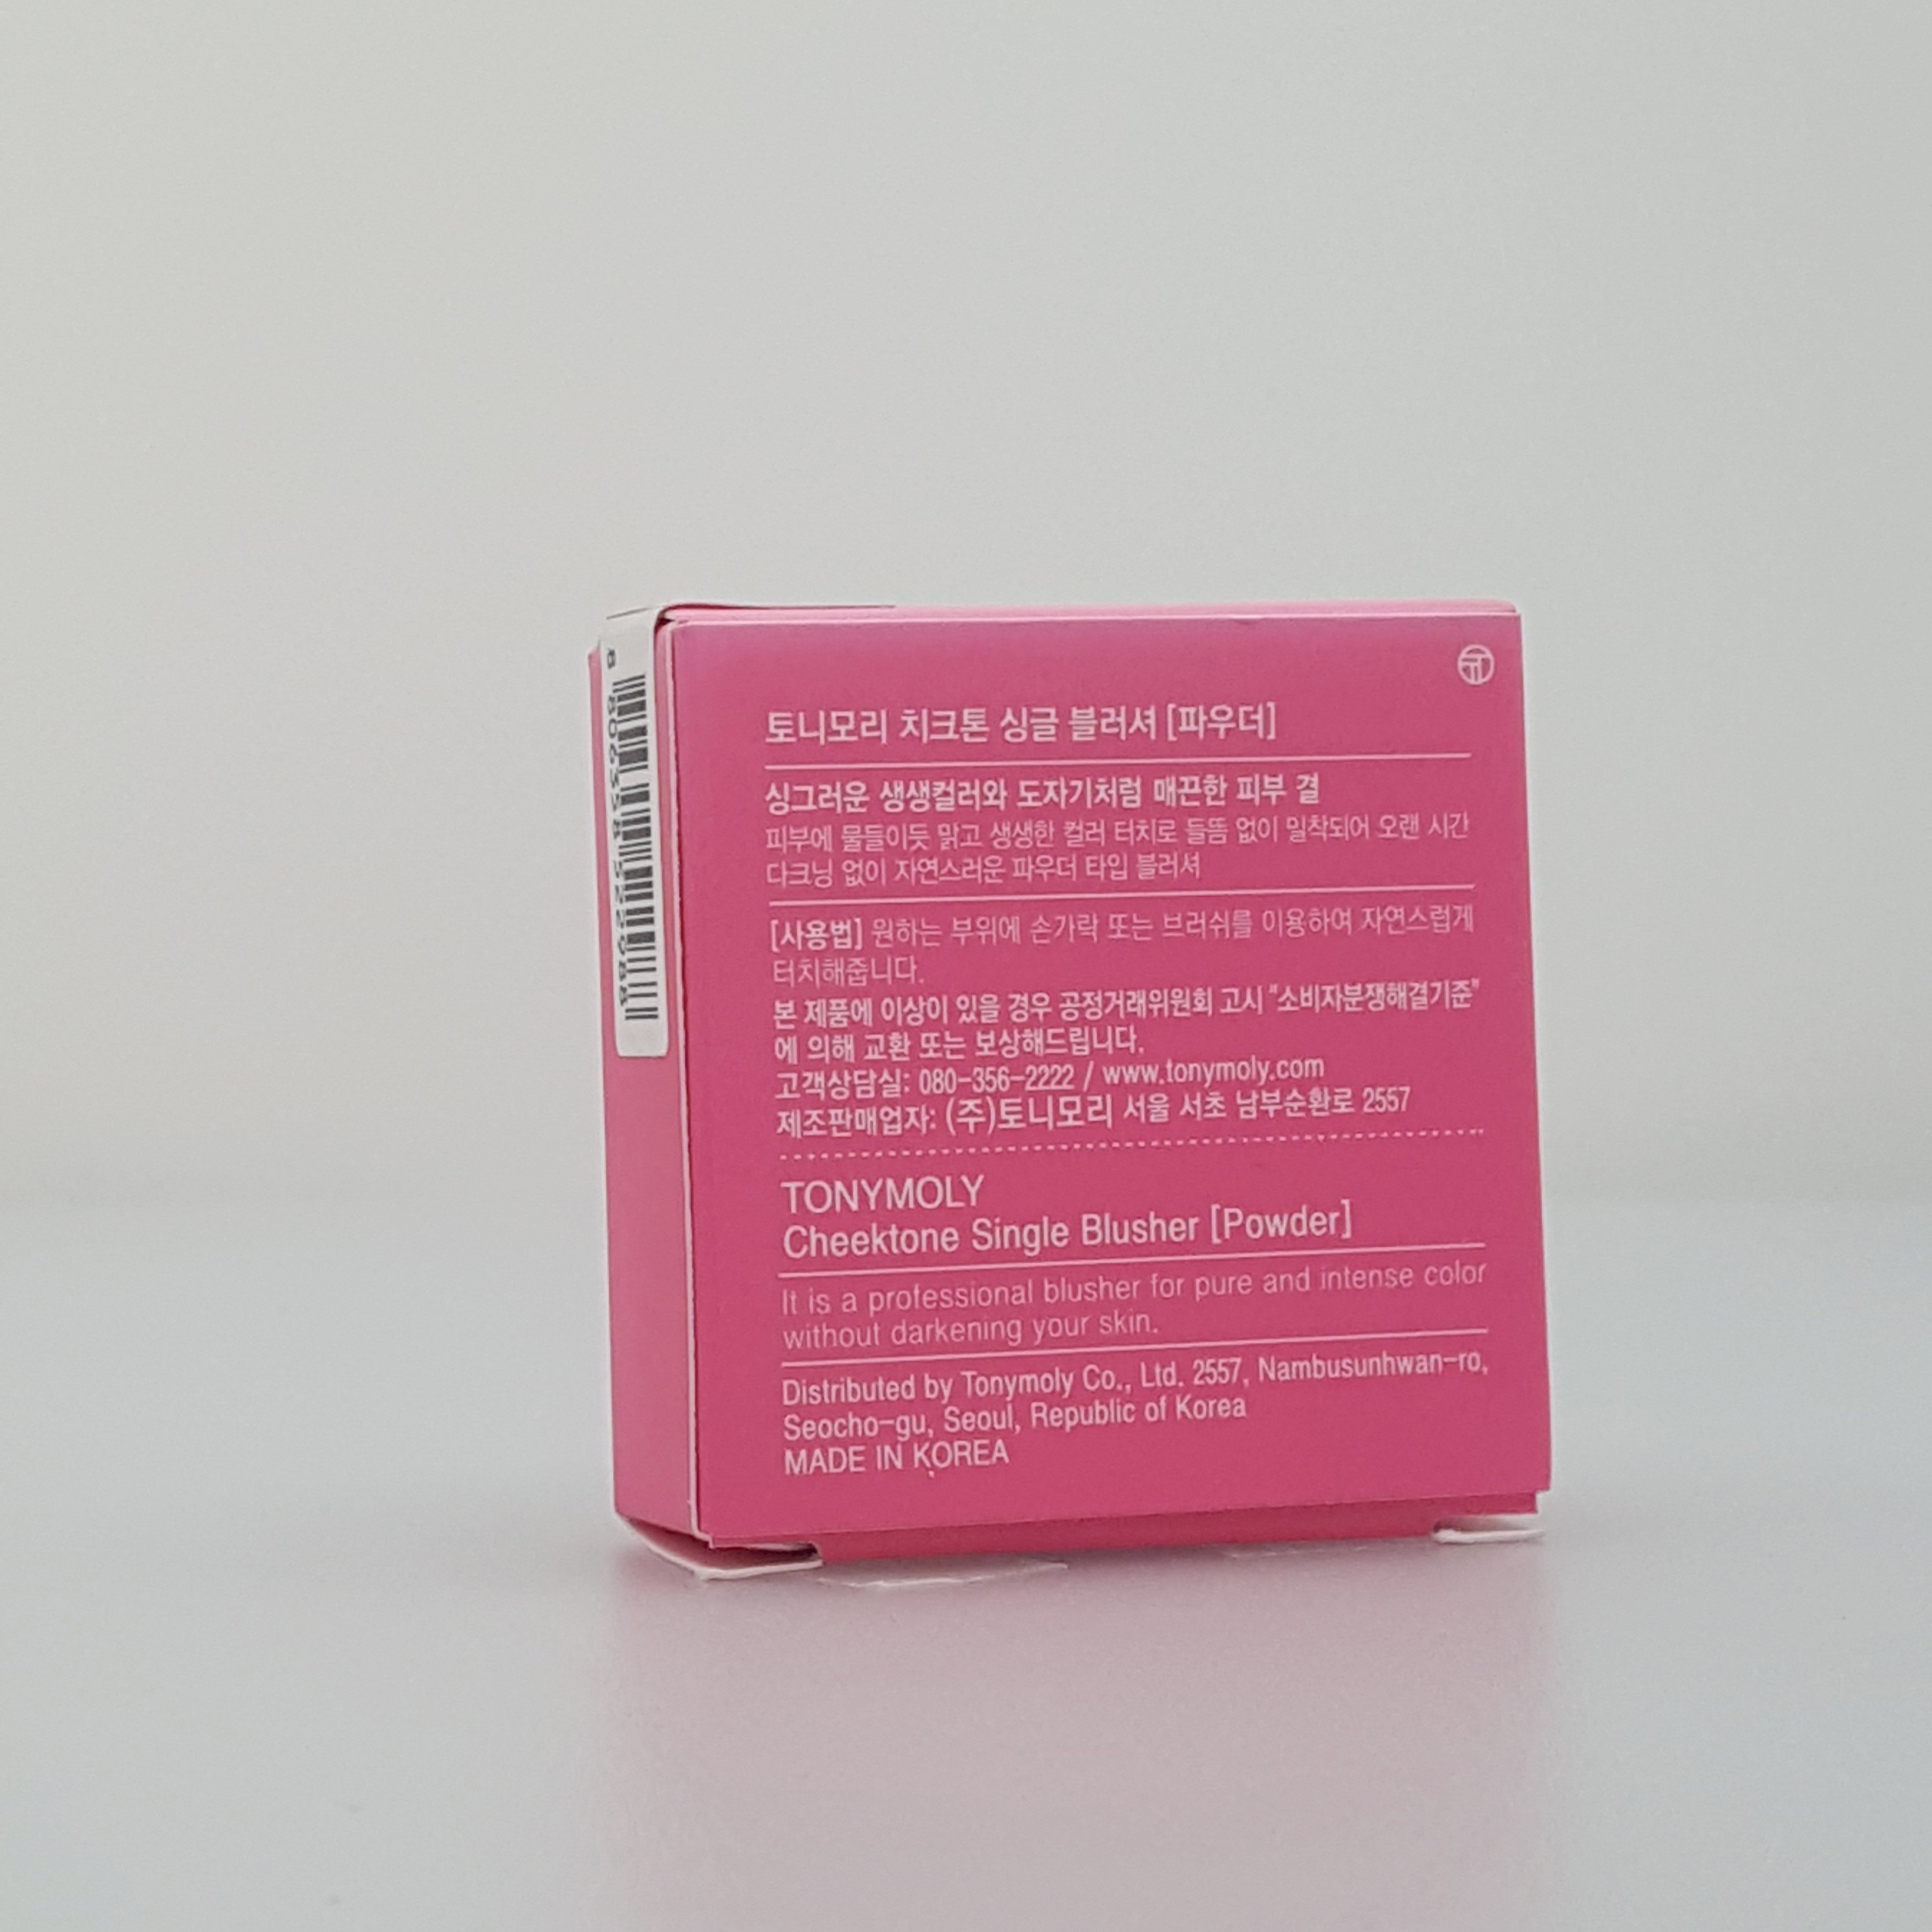 토니모리 치크톤 싱글 블러셔 [파우더]
싱그러운 생생컬러와 도자기처럼 매끈한 피부 결
피부에 물들이듯 맑고 생생한 컬러 터치로 들뜸 없이 밀착되어 오랜 시간
다크닝 없이 자연스러운 파우더 타입 블러셔
[사용법] 원하는 부위에 손가락 또는 브러쉬를 이용하여 자연스럽게
터치해줍니다.
본 제품에 이상이 있을 경우 공정거래위원회 고시 "소비자분쟁해결기준"
에 의해 교환 또는 보상해드립니다.
고객상담실: 080-356-2222 / www.tonymoly.com
제조판매업자: (주)토니모리 서울 서초 남부순환로 2557
TONYMOLY
Cheektone Single Blusher [Powder]
It is a professional blusher for pure and intense color
without darkening your skin.
Distributed by Tonymoly Co., Ltd. 2557, Nambusunhwan-ro,
Seocho-gu, Seoul, Republic of Korea
MADE IN KOREA